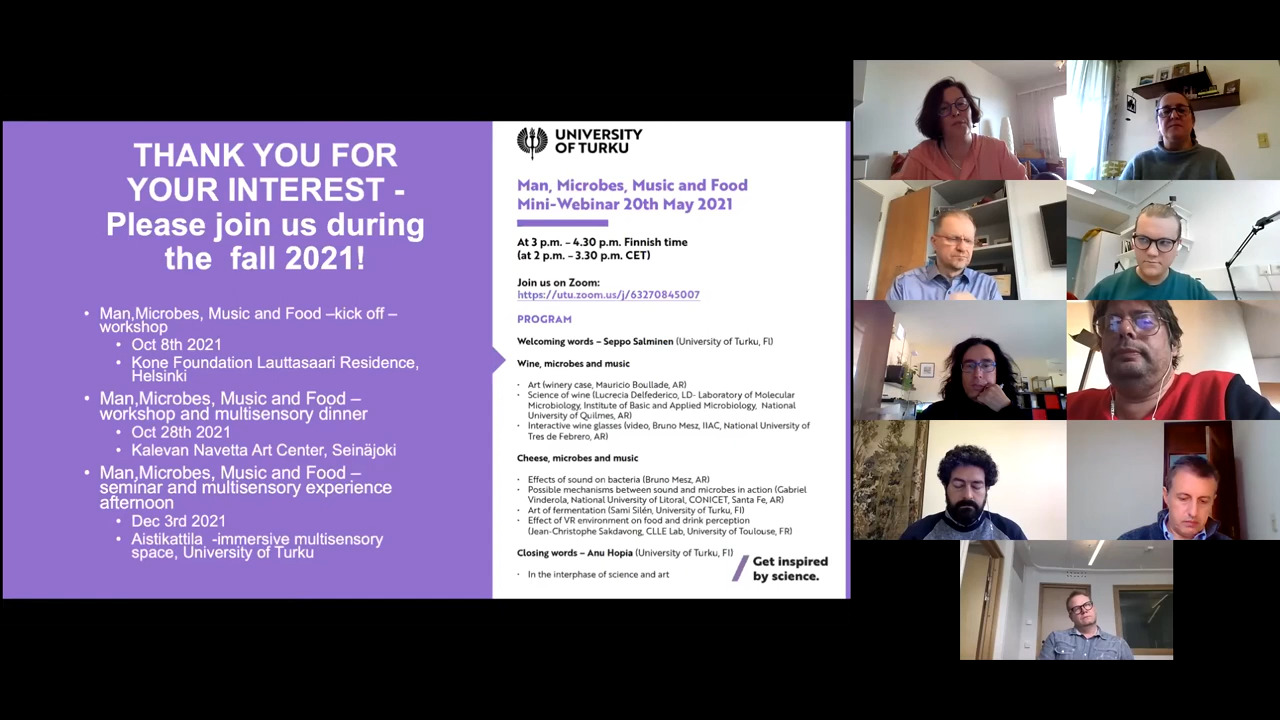 THANK YOU FOR
YOUR INTEREST -
Please join us during
the fall 2021!
• Man,Microbes, Music and Food –kick off –
workshop
• Oct 8th 2021
• Kone Foundation Lauttasaari Residence,
Helsinki
• Man,Microbes, Music and Food –
workshop and multisensory dinner
• Oct 28th 2021
• Kalevan Navetta Art Center, Seinäjoki
• Man,Microbes, Music and Food –
seminar and multisensory experience
afternoon
• Dec 3rd 2021
• Aistikattila -immersive multisensory
space, University of Turku
UNIVERSITY
OF TURKU
Man, Microbes, Music and Food
Mini-Webinar 20th May 2021
At 3 p.m. – 4.30 p.m. Finnish time
(at 2 p.m. – 3.30 p.m. CET)
Join us on Zoom:
https://utu.zoom.us/j/63270845007
PROGRAM
Welcoming words – Seppo Salminen (University of Turku, FI)
Wine, microbes and music
• Art (winery case, Mauricio Boullade, AR)
• Science of wine (Lucrecia Delfederico, LD- Laboratory of Molecular
Microbiology, Institute of Basic and Applied Microbiology, National
University of Quilmes, AR)
• Interactive wine glasses (video, Bruno Mesz, IIAC, National University of
Tres de Febrero, AR)
Cheese, microbes and music
• Effects of sound on bacteria (Bruno Mesz, AR)
• Possible mechanisms between sound and microbes in action (Gabriel
Vinderola, National University of Litoral, CONICET, Santa Fe, AR)
• Art of fermentation (Sami Silén, University of Turku, FI)
• Effect of VR environment on food and drink perception
(Jean-Christophe Sakdavong, CLLE Lab, University of Toulouse, FR)
Closing words – Anu Hopia (University of Turku, FI)
• In the interphase of science and art
Get inspired
by science.